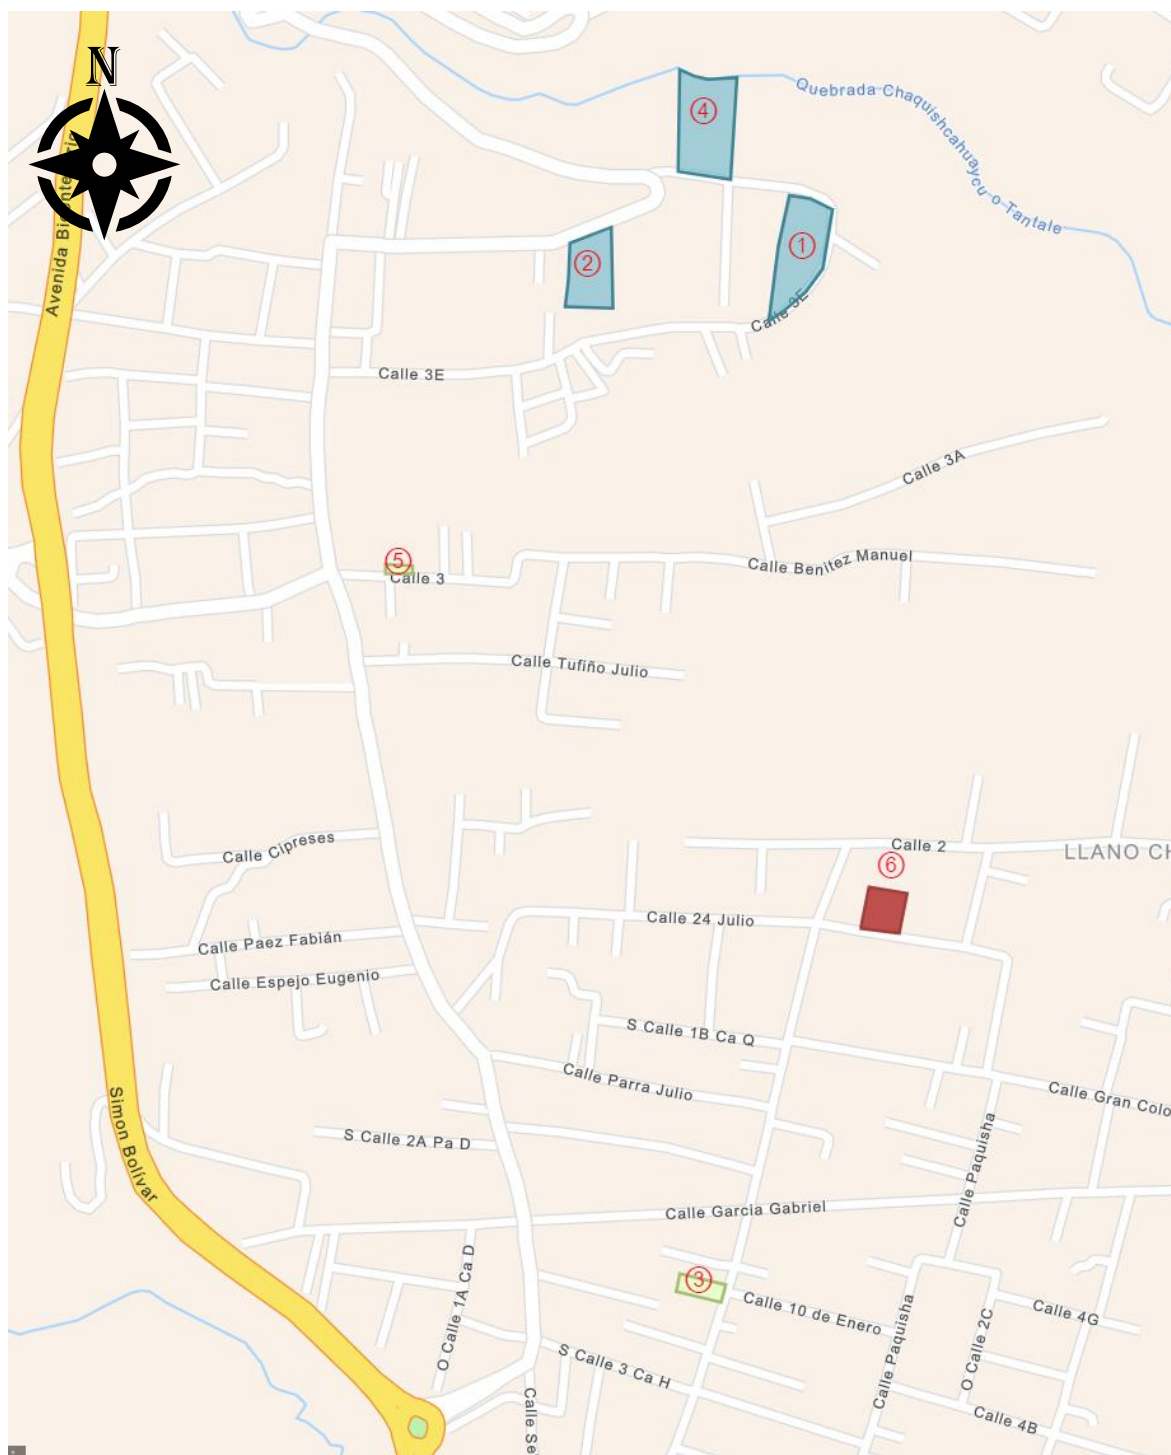 N
④
Quebrada Chaquishcahuaycu o Tantale
①
②
Calle 3E
Calle 3E
Calle 3A
⑤
Calle 3
Calle Benitez Manuel
Calle Tufiño Julio
Calle Cipreses
Calle 2
LLANO CH
⑥
Calle 24 Julio
Calle Paez Fabián
Calle Espejo Eugenio
S Calle 1B Ca Q
Calle Parra Julio
Calle Gran Colo
Simon Bolívar
S Calle 2A Pa D
Calle Paquisha
Calle Garcia Gabriel
O Calle 1A Ca D
③
Calle 10 de Enero
Calle 4G
Calle Paquisha
O Calle 2C
S Calle 3 Ca H
Calle Se
Calle 4B
Avenida